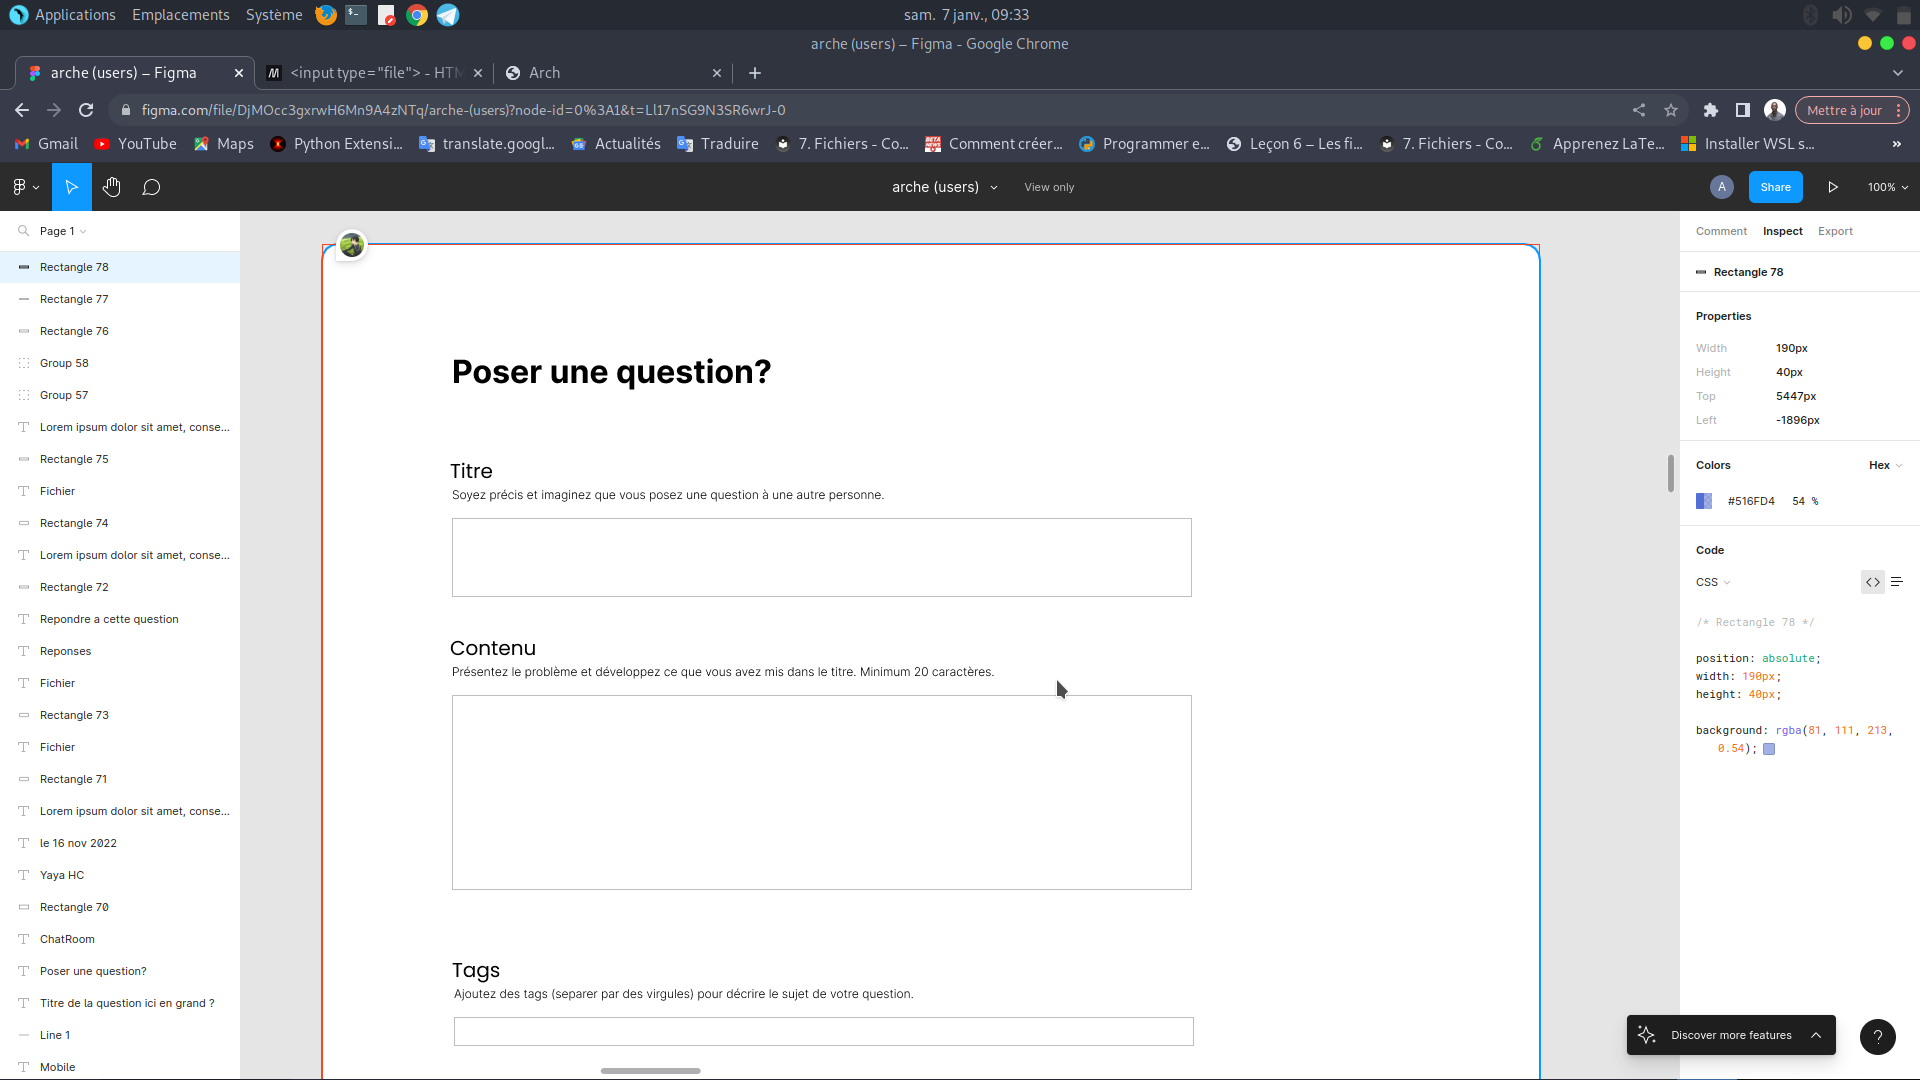 Applications Emplacements Système sam. 7 janv., 09:33
arche (users) – Figma - Google Chrome
arche (users) – Figma <input type="file"> - HTM Arch
figma.com/file/DjMOcc3gxrwH6Mn9A4zNTq/arche-(users)?node-id=0%3A1&t=Ll17nSG9N3SR6wrJ-0 Mettre à jour
Gmail YouTube Maps Python Extensi... translate.googl... Actualités Traduire 7. Fichiers - Co... Comment créer... Programmer e... Leçon 6 – Les fi... 7. Fichiers - Co... Apprenez LaTe... Installer WSL s... »
arche (users) View only A Share 100%
Page 1
Rectangle 78
Rectangle 77
Rectangle 76
Group 58
Group 57
Lorem ipsum dolor sit amet, conse...
Rectangle 75
Fichier
Rectangle 74
Lorem ipsum dolor sit amet, conse...
Rectangle 72
Repondre a cette question
Reponses
Fichier
Rectangle 73
Fichier
Rectangle 71
Lorem ipsum dolor sit amet, conse...
le 16 nov 2022
Yaya HC
Rectangle 70
ChatRoom
Poser une question?
Titre de la question ici en grand ?
Line 1
Mobile
Poser une question?
Titre
Soyez précis et imaginez que vous posez une question à une autre personne.
Contenu
Présentez le problème et développez ce que vous avez mis dans le titre. Minimum 20 caractères.
Tags
Ajoutez des tags (separer par des virgules) pour décrire le sujet de votre question.
Comment Inspect Export
Rectangle 78
Properties
Width 190px
Height 40px
Top 5447px
Left -1896px
Colors Hex
#516FD4 54 %
Code
CSS
/* Rectangle 78 */
position: absolute;
width: 190px;
height: 40px;
background: rgba(81, 111, 213,
0.54);
Discover more features
?